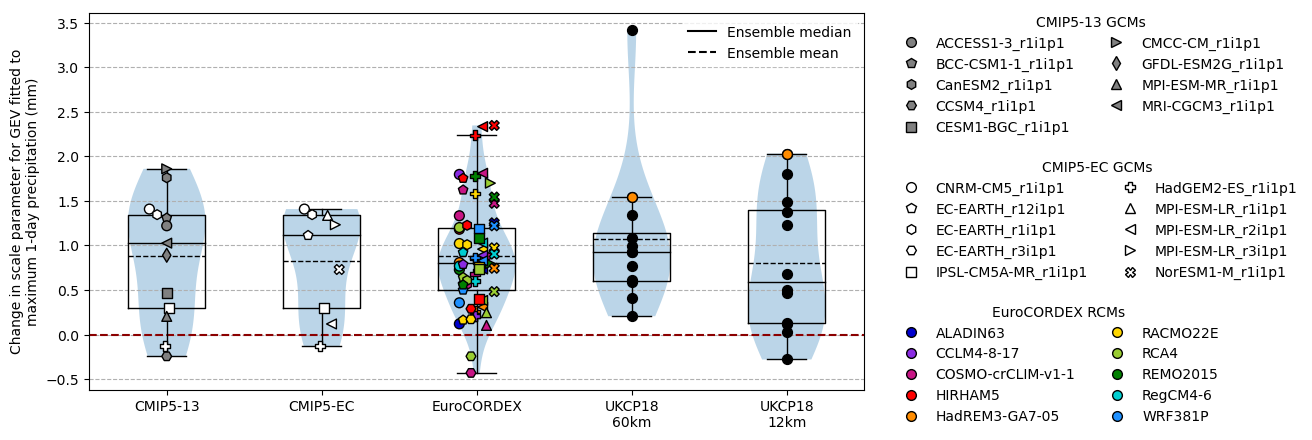 Change in scale parameter for GEV fitted to
maximum 1-day precipitation (mm)
3.5
3.0
2.5
2.0
1.5
1.0
0.5
0.0
−0.5
Ensemble median
Ensemble mean
CMIP5-13
CMIP5-EC
EuroCORDEX
UKCP18
60km
UKCP18
12km
CMIP5-13 GCMs
ACCESS1-3_r1i1p1
BCC-CSM1-1_r1i1p1
CanESM2_r1i1p1
CCSM4_r1i1p1
CESM1-BGC_r1i1p1
CMCC-CM_r1i1p1
GFDL-ESM2G_r1i1p1
MPI-ESM-MR_r1i1p1
MRI-CGCM3_r1i1p1
CMIP5-EC GCMs
CNRM-CM5_r1i1p1
EC-EARTH_r12i1p1
EC-EARTH_r1i1p1
EC-EARTH_r3i1p1
IPSL-CM5A-MR_r1i1p1
HadGEM2-ES_r1i1p1
MPI-ESM-LR_r1i1p1
MPI-ESM-LR_r2i1p1
MPI-ESM-LR_r3i1p1
NorESM1-M_r1i1p1
EuroCORDEX RCMs
ALADIN63
CCLM4-8-17
COSMO-crCLIM-v1-1
HIRHAM5
HadREM3-GA7-05
RACMO22E
RCA4
REMO2015
RegCM4-6
WRF381P